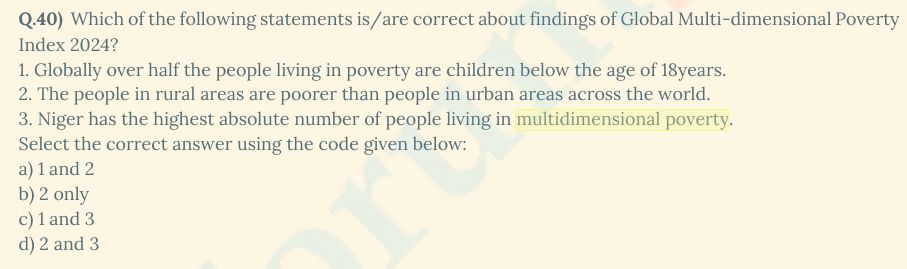 Q.40) Which of the following statements is/are correct about findings of Global Multi-dimensional Poverty
Index 2024?
1. Globally over half the people living in poverty are children below the age of 18years.
2. The people in rural areas are poorer than people in urban areas across the world.
3. Niger has the highest absolute number of people living in multidimensional poverty.
Select the correct answer using the code given below:
a) 1 and 2
b) 2 only
c) 1 and 3
d) 2 and 3